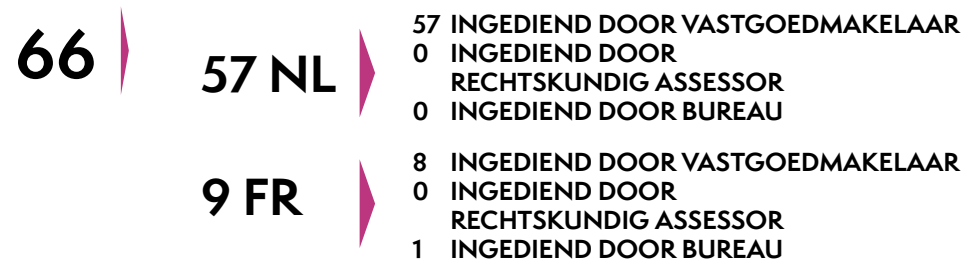 66
57 NL
57 INGEDIEND DOOR VASTGOEDMAKELAAR
0 INGEDIEND DOOR
RECHTSKUNDIG ASSESSOR
0 INGEDIEND DOOR BUREAU
9 FR
8 INGEDIEND DOOR VASTGOEDMAKELAAR
0 INGEDIEND DOOR
RECHTSKUNDIG ASSESSOR
1 INGEDIEND DOOR BUREAU